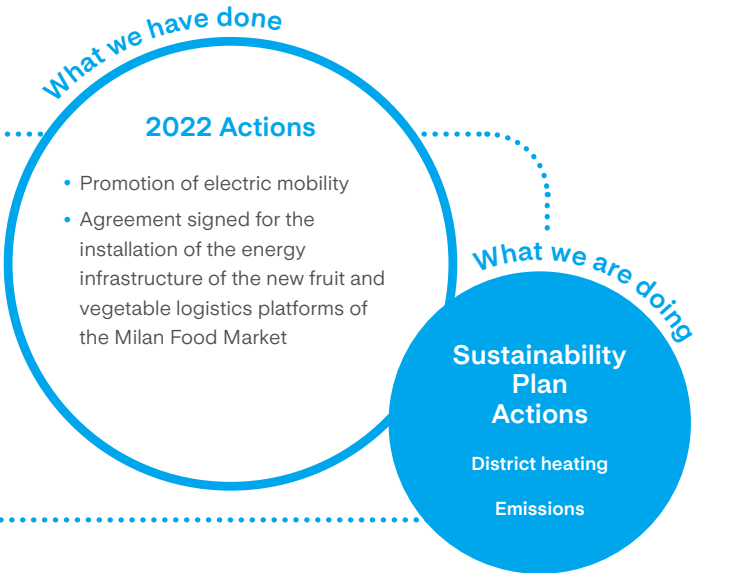 What we have done
2022 Actions
• Promotion of electric mobility
• Agreement signed for the
installation of the energy
infrastructure of the new fruit and
vegetable logistics platforms of
the Milan Food Market
What we are doing
Sustainability
Plan
Actions
District heating
Emissions